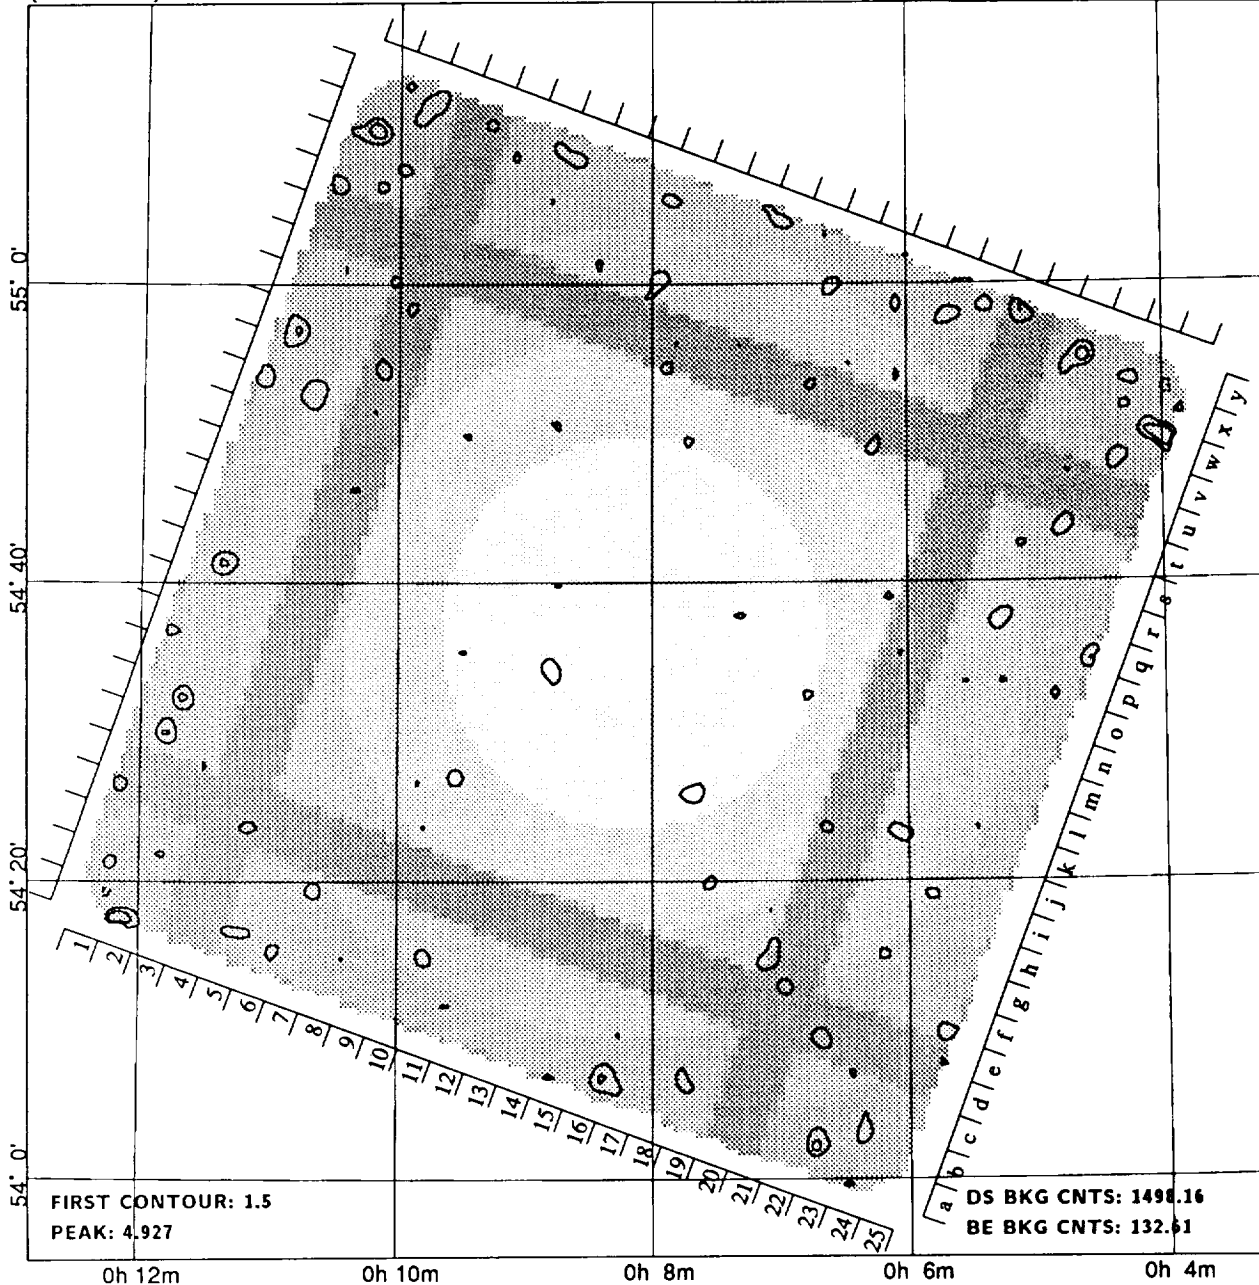 55° 0'
54° 40'
54° 20'
54° 0'
1 2 3 4 5 6 7 8 9 10 11 12 13 14 15 16 17 18 19 20 21 22 23 24 25
a b c d e f g h i j k l m n o p q r s t u v w x y
FIRST CONTOUR: 1.5
PEAK: 4.927
DS BKG CNTS: 1498.16
BE BKG CNTS: 132.61
0h 12m 0h 10m 0h 8m 0h 6m 0h 4m